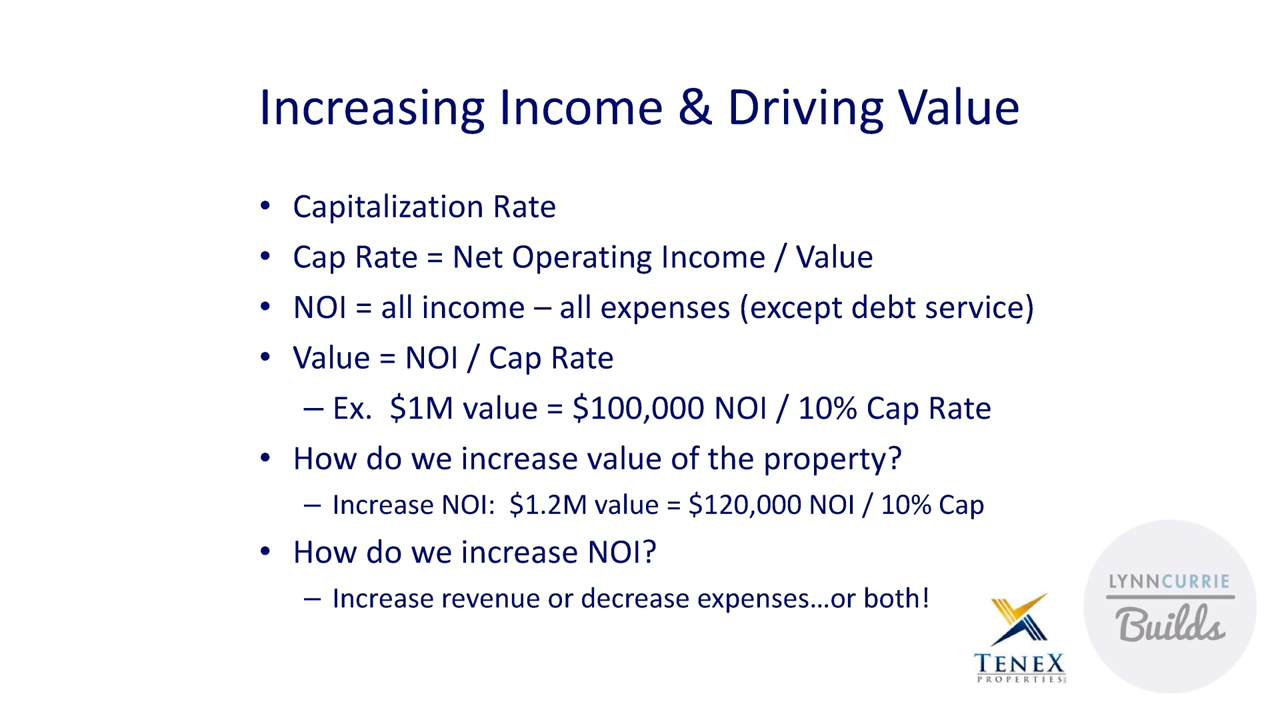 Increasing Income & Driving Value
• Capitalization Rate
• Cap Rate = Net Operating Income / Value
• NOI = all income – all expenses (except debt service)
• Value = NOI / Cap Rate
– Ex.  $1M value = $100,000 NOI / 10% Cap Rate
• How do we increase value of the property?
– Increase NOI:  $1.2M value = $120,000 NOI / 10% Cap
• How do we increase NOI?
– Increase revenue or decrease expenses…or both!
TENEX
PROPERTIES
LYNNCURRIE
Builds